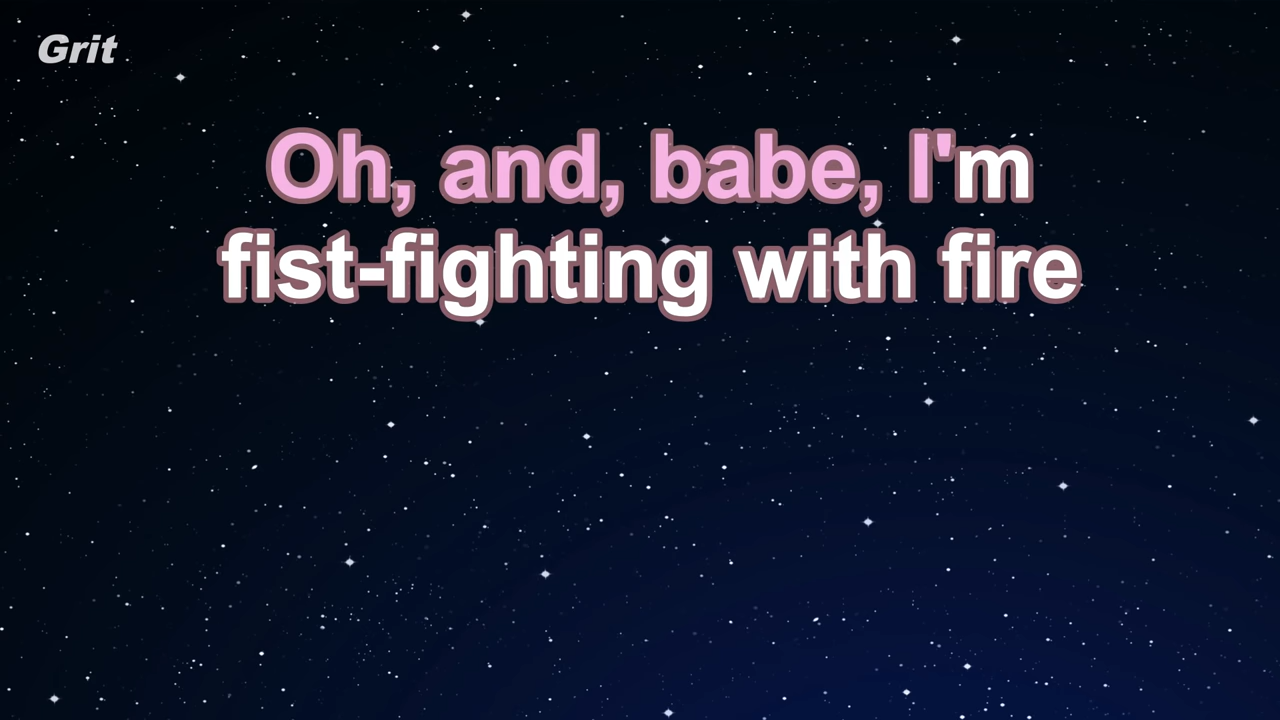 Grit
Oh, and, babe, I'm
fist-fighting with fire